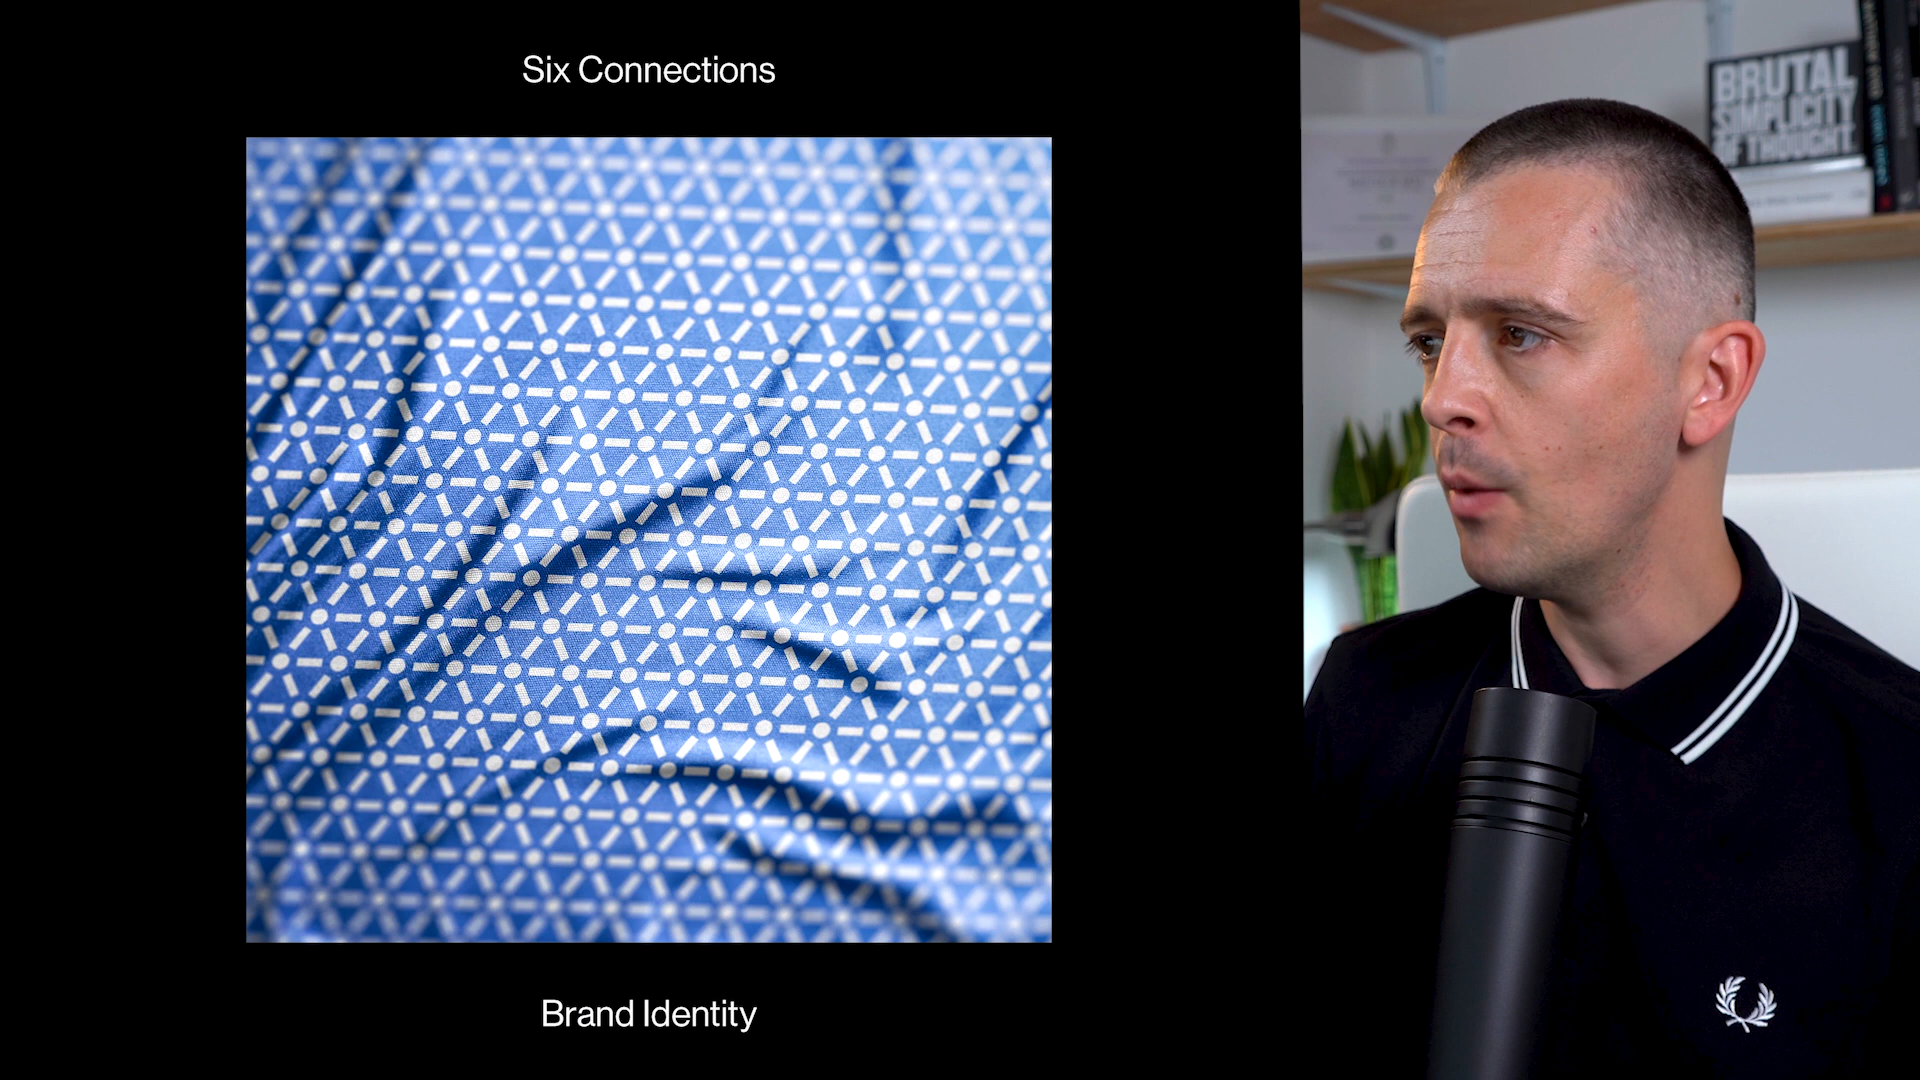 Six Connections
BRUTAL
SIMPLICITY
OF THOUGHT
Brand Identity